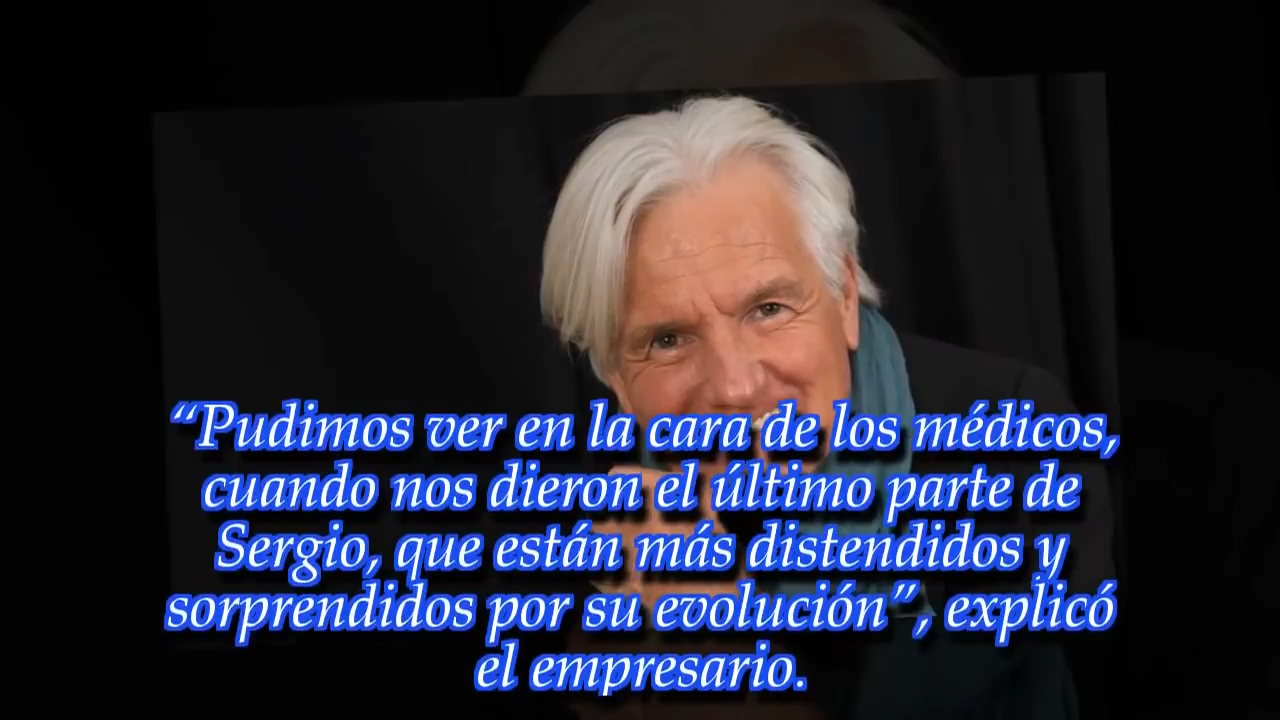 “Pudimos ver en la cara de los médicos,
cuando nos dieron el último parte de
Sergio, que están más distendidos y
sorprendidos por su evolución”, explicó
el empresario.